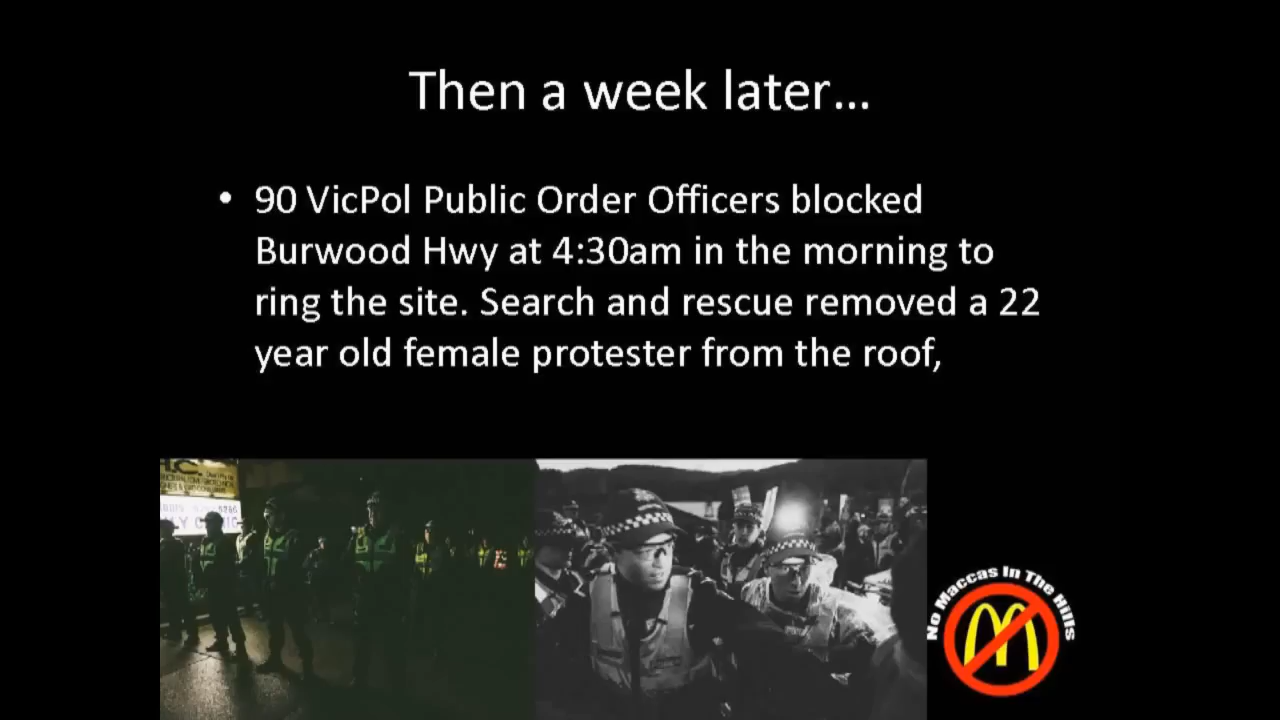 Then a week later...
• 90 VicPol Public Order Officers blocked
Burwood Hwy at 4:30am in the morning to
ring the site. Search and rescue removed a 22
year old female protester from the roof,
No Maccas In The Hills